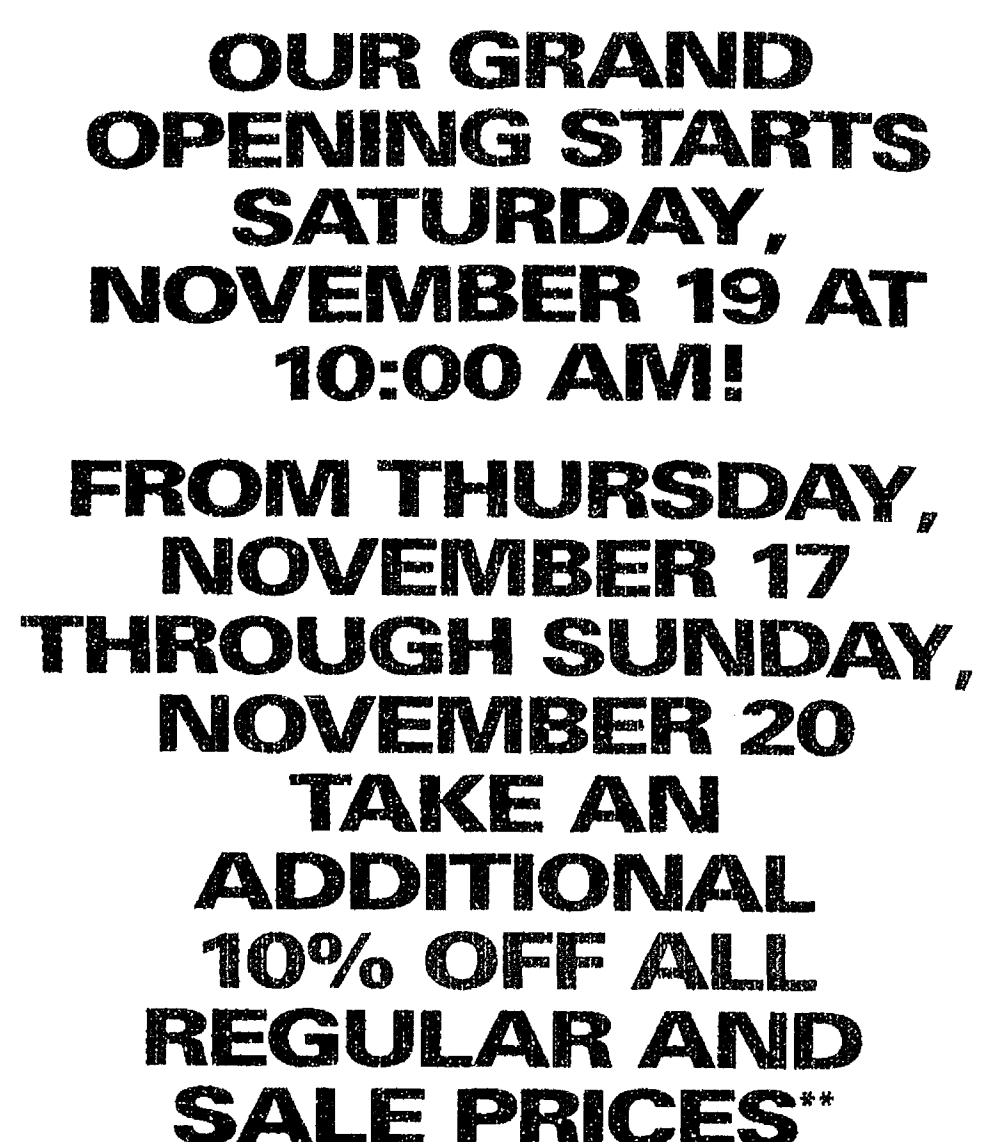 OUR GRAND
OPENING STARTS
SATURDAY,
NOVEMBER 19 AT
10:00 AM!
FROM THURSDAY,
NOVEMBER 17
THROUGH SUNDAY,
NOVEMBER 20
TAKE AN
ADDITIONAL
10% OFF ALL
REGULAR AND
SALE PRICES**